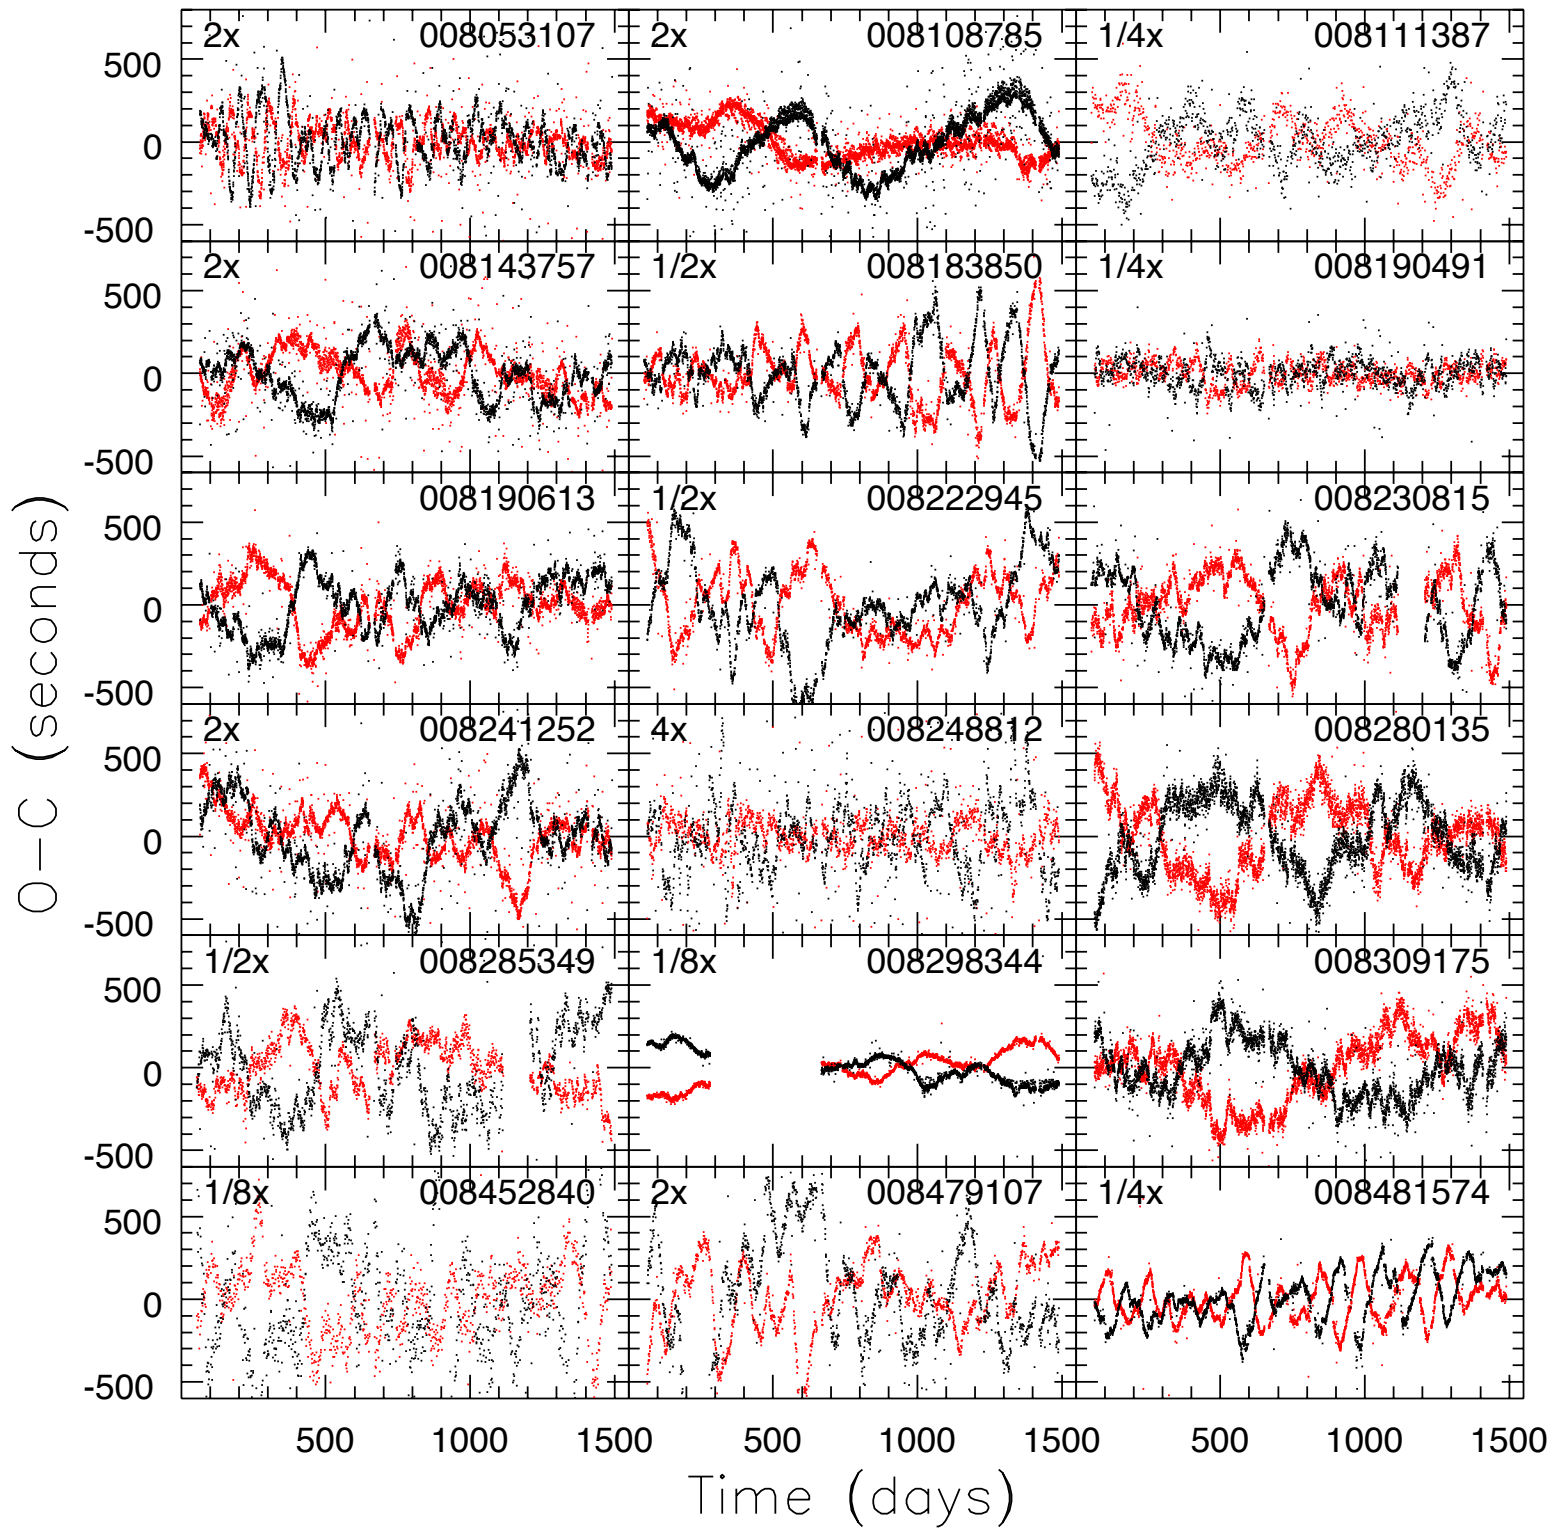 2x 008053107 2x 008108785 1/4x 008111387
500
0
-500
2x 008143757 1/2x 008183850 1/4x 008190491
500
0
-500
008190613 1/2x 008222945 008230815
500
0
-500
2x 008241252 4x 008248812 008280135
500
0
-500
1/2x 008285349 1/8x 008298344 008309175
500
0
-500
1/8x 008452840 2x 008479107 1/4x 008481574
500
0
-500
500 1000 1500 500 1000 1500 500 1000 1500
Time (days)
O-C (seconds)